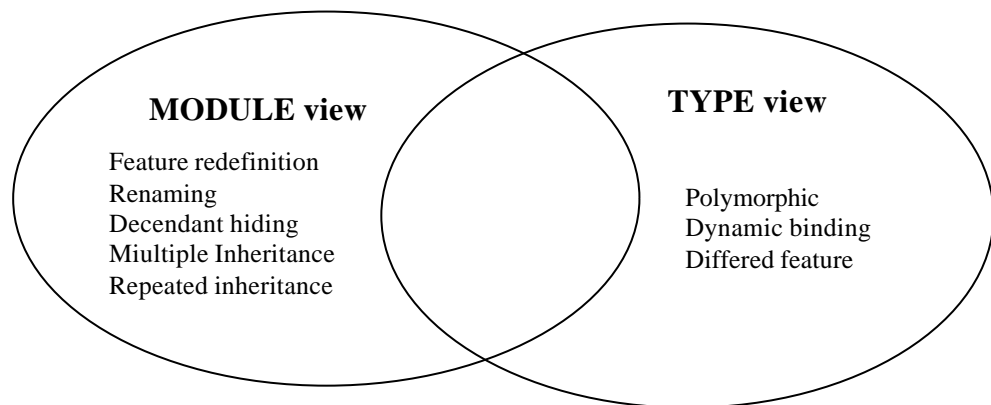 MODULE view
Feature redefinition
Renaming
Decendant hiding
Miultiple Inheritance
Repeated inheritance
TYPE view
Polymorphic
Dynamic binding
Differed feature